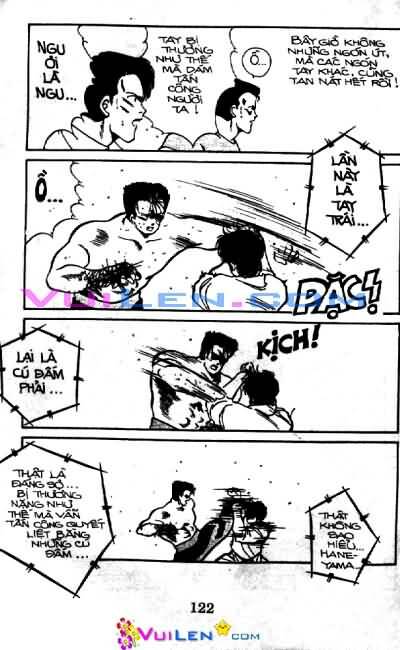 BÂY GIỜ KHÔNG
NHỮNG NGÓN ÚT,
MÀ CÁC NGÓN
TAY KHÁC, CŨNG
TAN NÁT HẾT RỒI!
Ồ...
TAY BỊ
THƯƠNG
NHƯ THẾ
MÀ DÁM
TẤN
CÔNG
NGƯỜI
TA!
NGU
ỜI
LÀ
NGU...
LẦN
NÀY
LÀ
TAY
TRÁI...
Ồ...
ĐẶC!
VUILEN.COM
KỊCH!
LẠI LÀ
CÚ ĐẤM
PHẢI...
THẬT LÀ
ĐÁNG SỢ...
BỊ THƯƠNG
NẶNG NHƯ
THẾ MÀ VẪN
TẤN CÔNG QUYẾT
LIỆT BẰNG
NHỮNG CÚ
ĐẤM...
THẬT
KHÔNG
SAO
HIỂU...
HANE-
YAMA...
122
VUILEN.COM